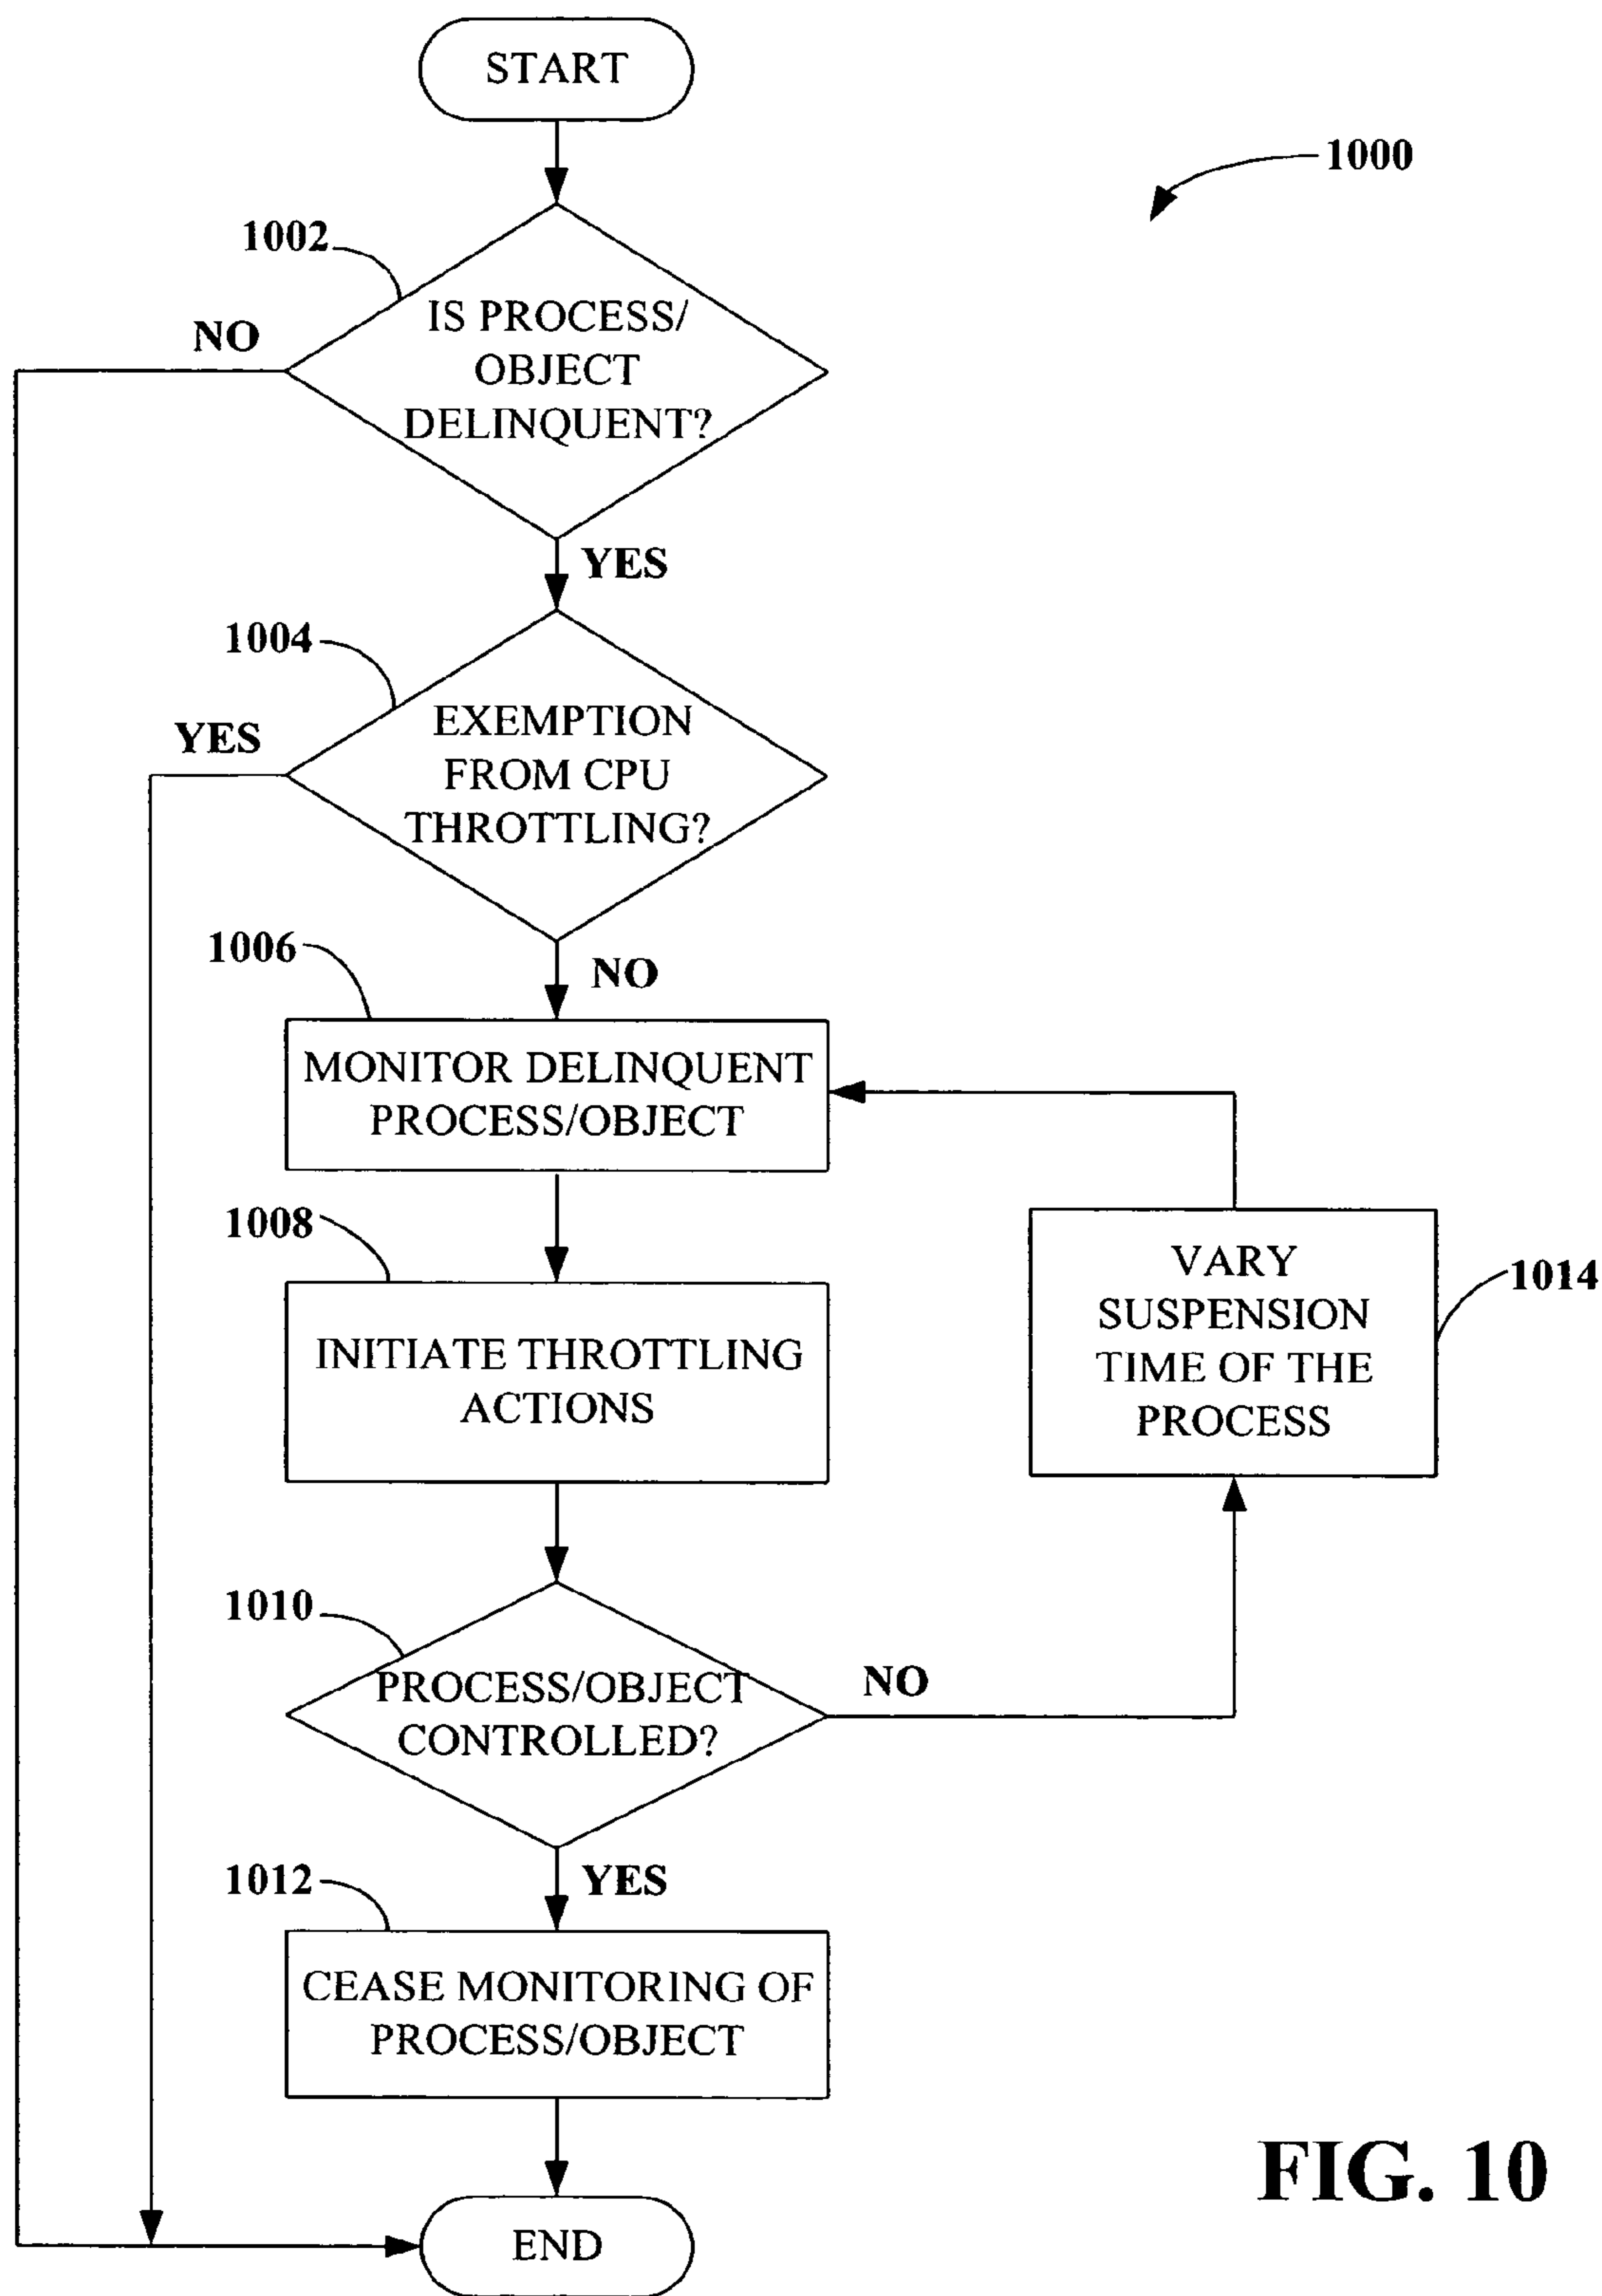 START
1000
1002
IS PROCESS/
OBJECT
DELINQUENT?
NO
YES
1004
EXEMPTION
FROM CPU
THROTTLING?
YES
NO
1006
MONITOR DELINQUENT
PROCESS/OBJECT
1008
INITIATE THROTTLING
ACTIONS
VARY
SUSPENSION
TIME OF THE
PROCESS
1014
1010
PROCESS/OBJECT
CONTROLLED?
NO
YES
1012
CEASE MONITORING OF
PROCESS/OBJECT
END
FIG. 10